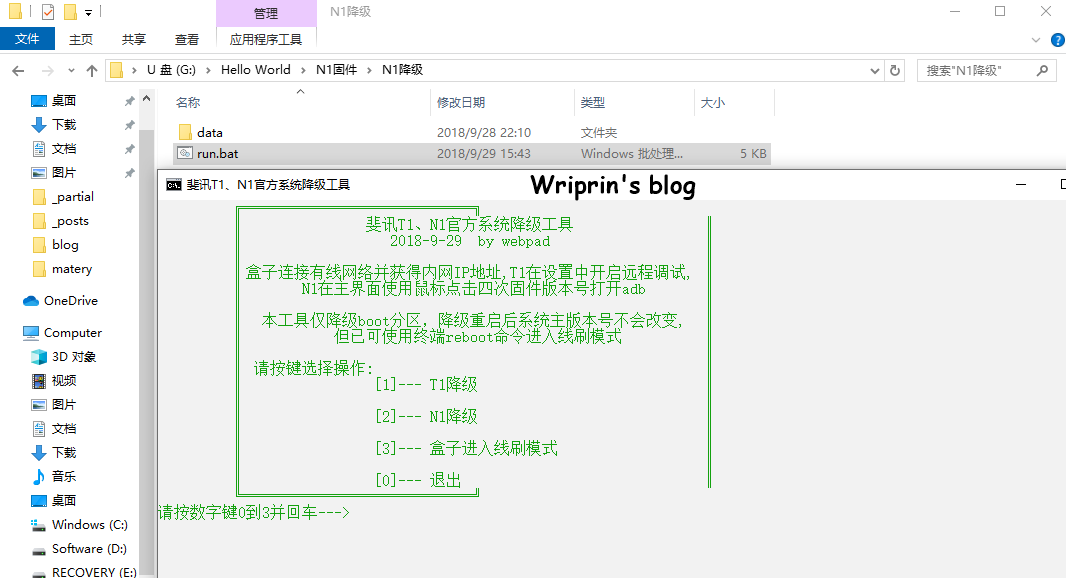 管理
N1降级
文件
主页
共享
查看
应用程序工具
U 盘 (G:)
Hello World
N1固件
N1降级
搜索"N1降级"
桌面
下载
文档
图片
_partial
_posts
blog
matery
OneDrive
Computer
3D 对象
视频
图片
文档
下载
音乐
桌面
Windows (C:)
Software (D:)
RECOVERY (E:)
名称
修改日期
类型
大小
data
2018/9/28 22:10
文件夹
run.bat
2018/9/29 15:43
Windows 批处理...
5 KB
斐讯T1、N1官方系统降级工具
Wriprin's blog
斐讯T1、N1官方系统降级工具
2018-9-29 by webpad
盒子连接有线网络并获得内网IP地址,T1在设置中开启远程调试,
N1在主界面使用鼠标点击四次固件版本号打开adb
本工具仅降级boot分区, 降级重启后系统主版本号不会改变,
但已可使用终端reboot命令进入线刷模式
请按键选择操作:
[1]--- T1降级
[2]--- N1降级
[3]--- 盒子进入线刷模式
[0]--- 退出
请按数字键0到3并回车--->